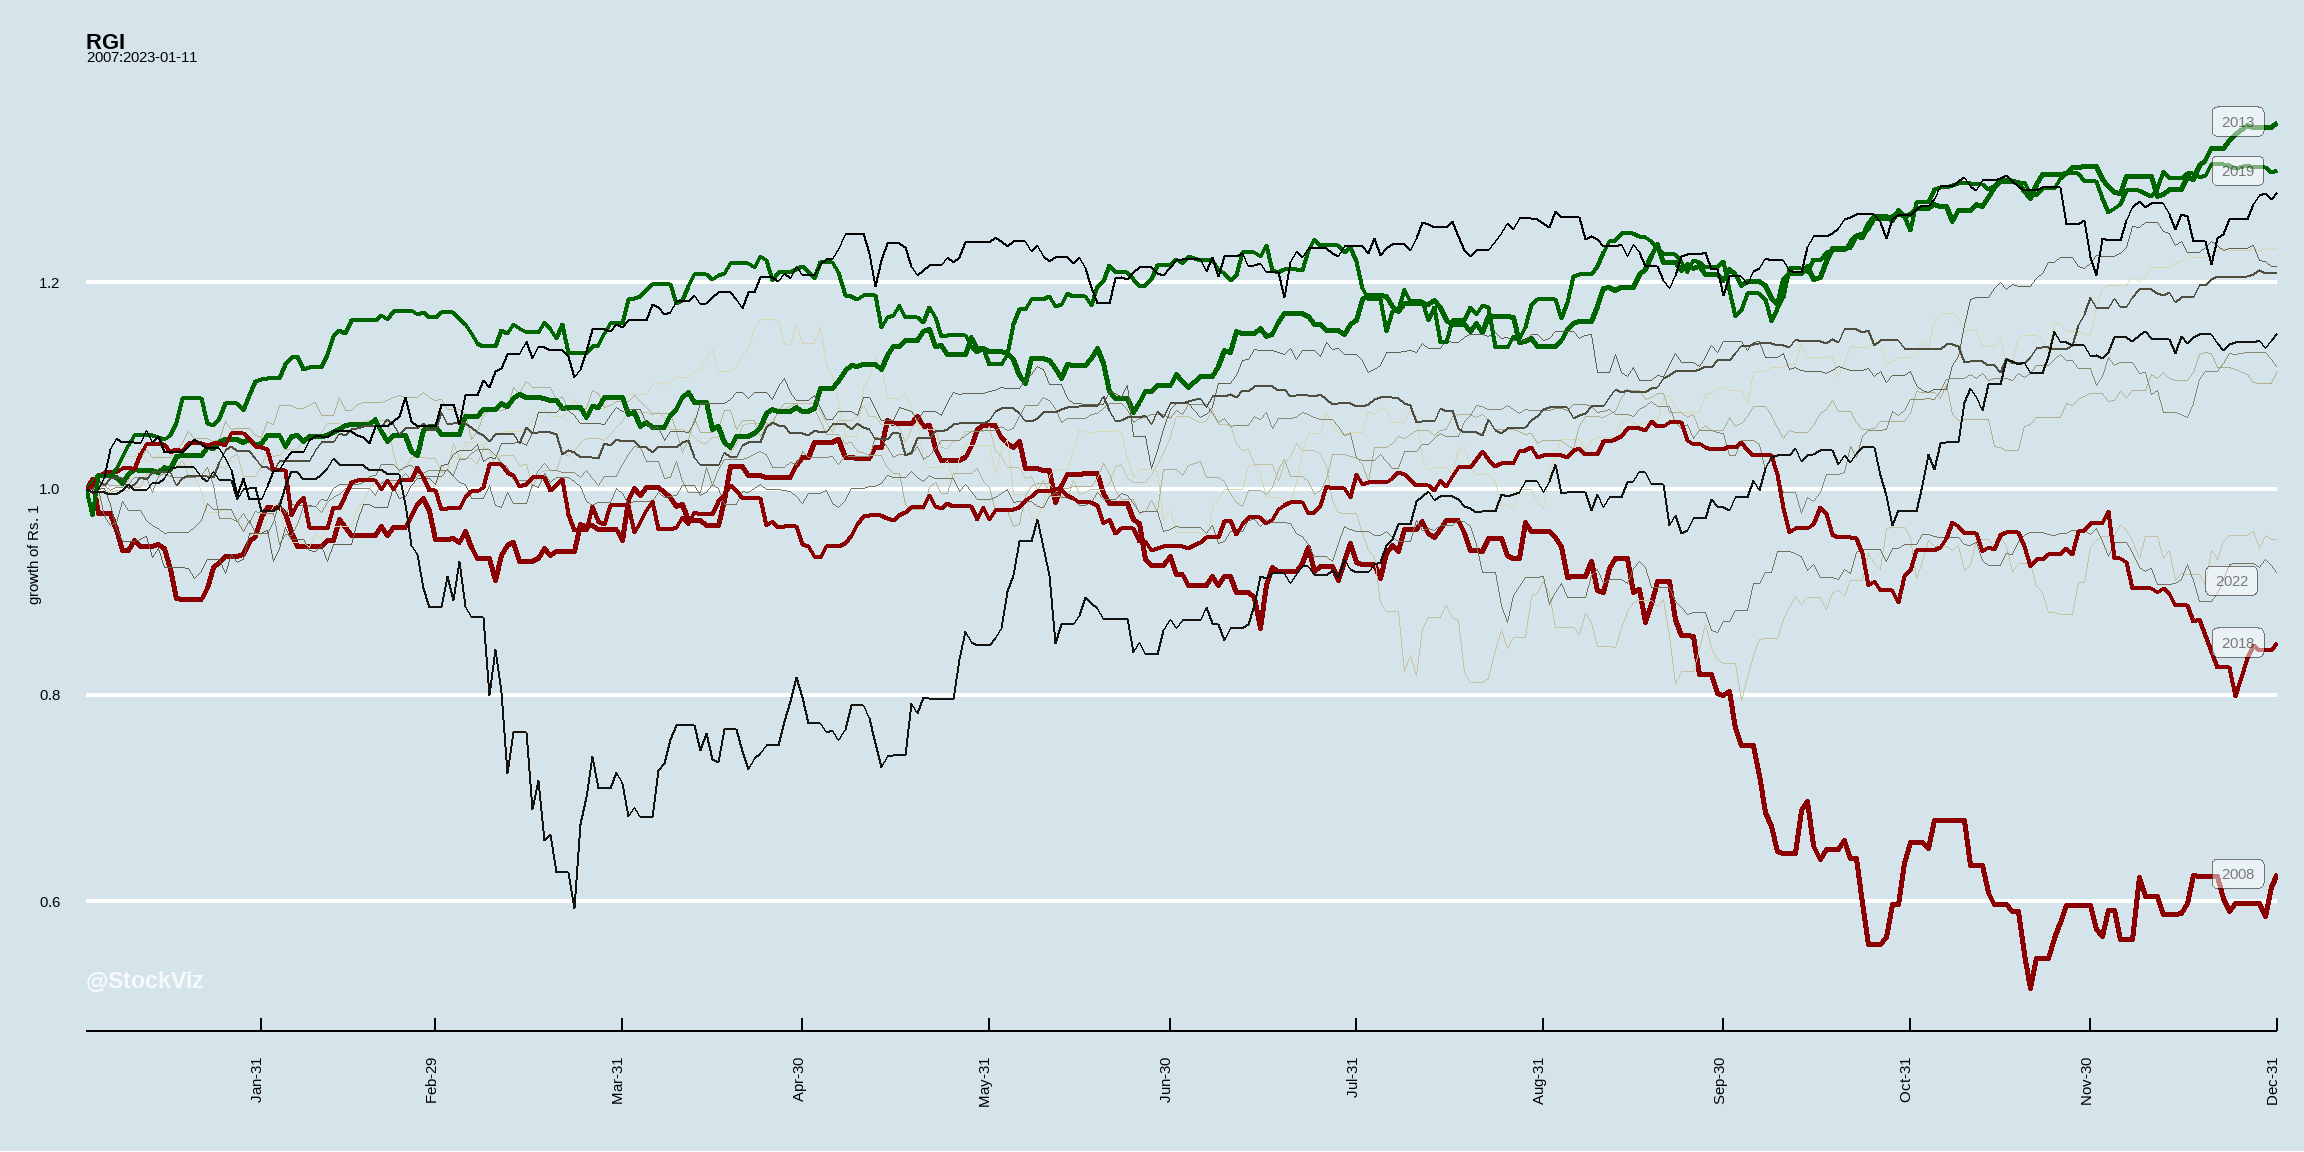 RGI
2007:2023-01-11
2013
2019
1.2
1.0
growth of Rs. 1
2022
2018
0.8
2008
0.6
@StockViz
Jan-31
Feb-29
Mar-31
Apr-30
May-31
Jun-30
Jul-31
Aug-31
Sep-30
Oct-31
Nov-30
Dec-31